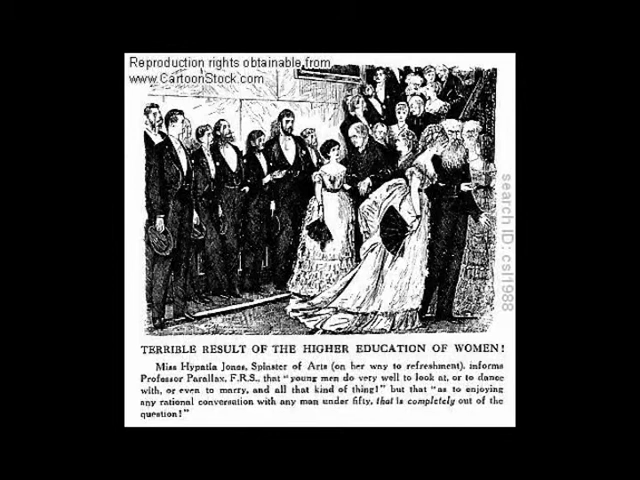 Reproduction rights obtainable from
www.CartoonStock.com
search ID: csl1988
TERRIBLE RESULT OF THE HIGHER EDUCATION OF WOMEN!
Miss Hypatia Jones, Spinster of Arts (on her way to refreshment), informs
Professor Parallax, F.R.S., that "young men do very well to look at, or to dance
with, or even to marry, and all that kind of thing!" but that "as to enjoying
any rational conversation with any man under fifty, that is completely out of the
question!"